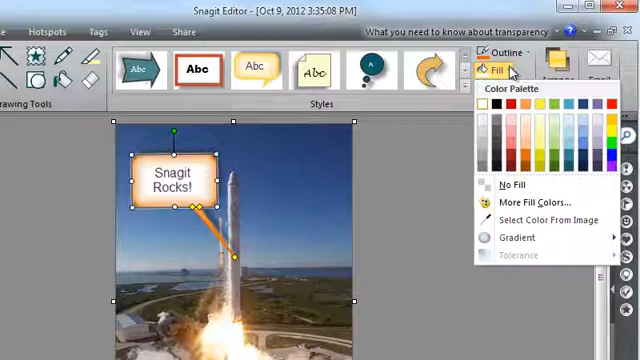 Snagit Editor - [Oct 9, 2012 3:35:08 PM]
Hotspots Tags View Share What you need to know about transparency
Outline
Abc Abc Abc Abc
Fill
Email
rawing Tools Styles
Color Palette
Snagit
Rocks!
No Fill
More Fill Colors...
Select Color From Image
Gradient
Tolerance